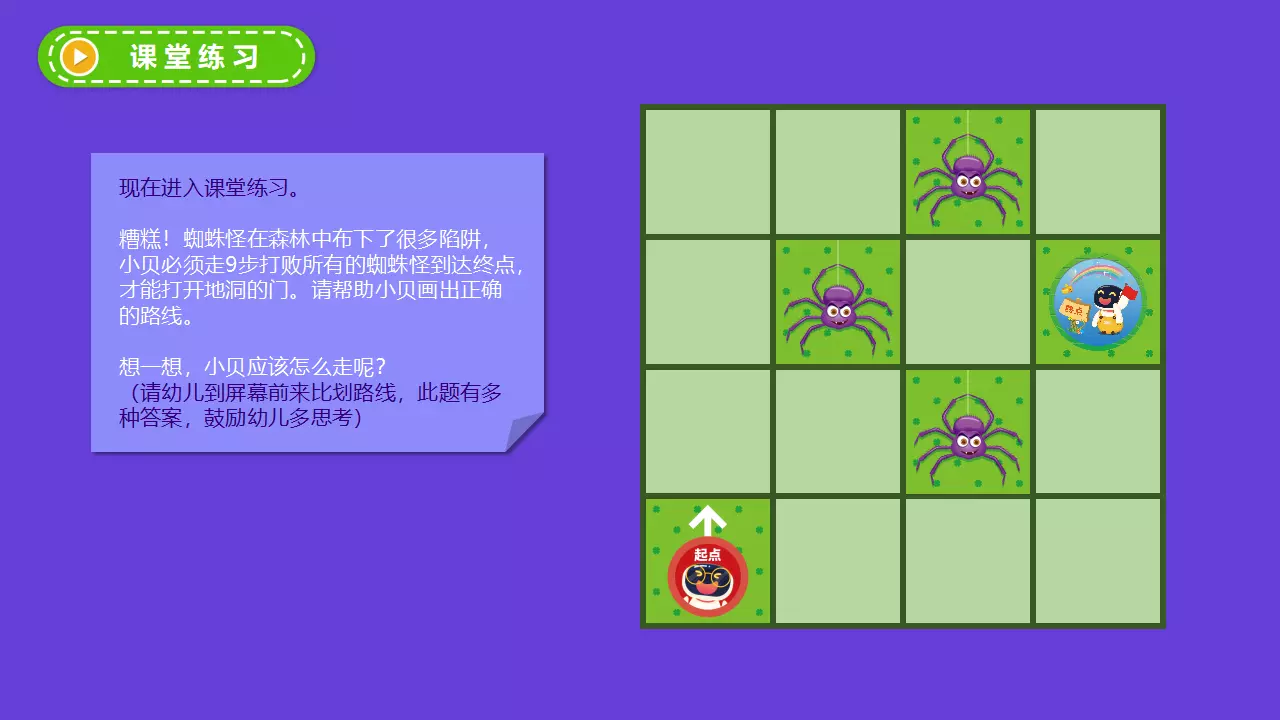 课堂练习
现在进入课堂练习。
糟糕！蜘蛛怪在森林中布下了很多陷阱，
小贝必须走9步打败所有的蜘蛛怪到达终点，
才能打开地洞的门。请帮助小贝画出正确
的路线。
想一想，小贝应该怎么走呢？
（请幼儿到屏幕前来比划路线，此题有多
种答案，鼓励幼儿多思考）
终点
起点